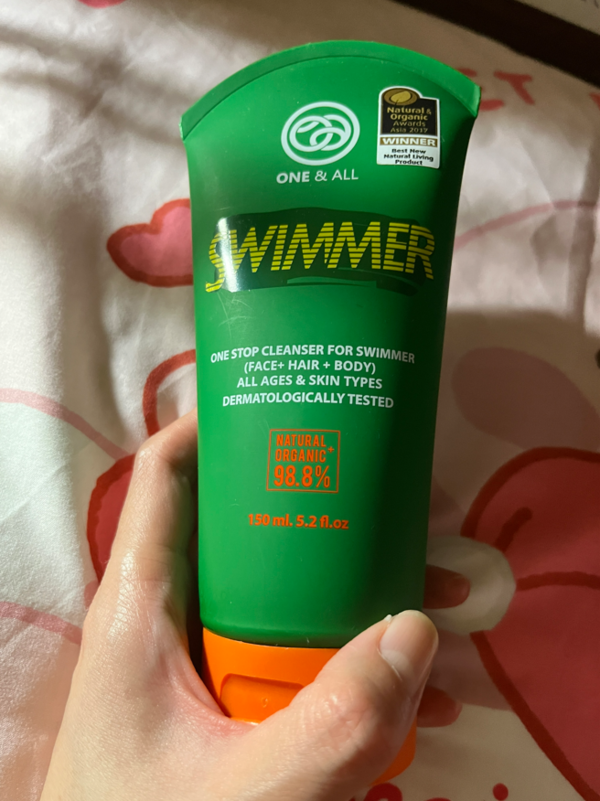 ONE & ALL
Natural &
Organic
Awards
Asia 2017
WINNER
Best New
Natural Living
Product
SWIMMER
ONE STOP CLEANSER FOR SWIMMER
(FACE+ HAIR + BODY)
ALL AGES & SKIN TYPES
DERMATOLOGICALLY TESTED
NATURAL
ORGANIC+
98.8%
150 ml. 5.2 fl.oz